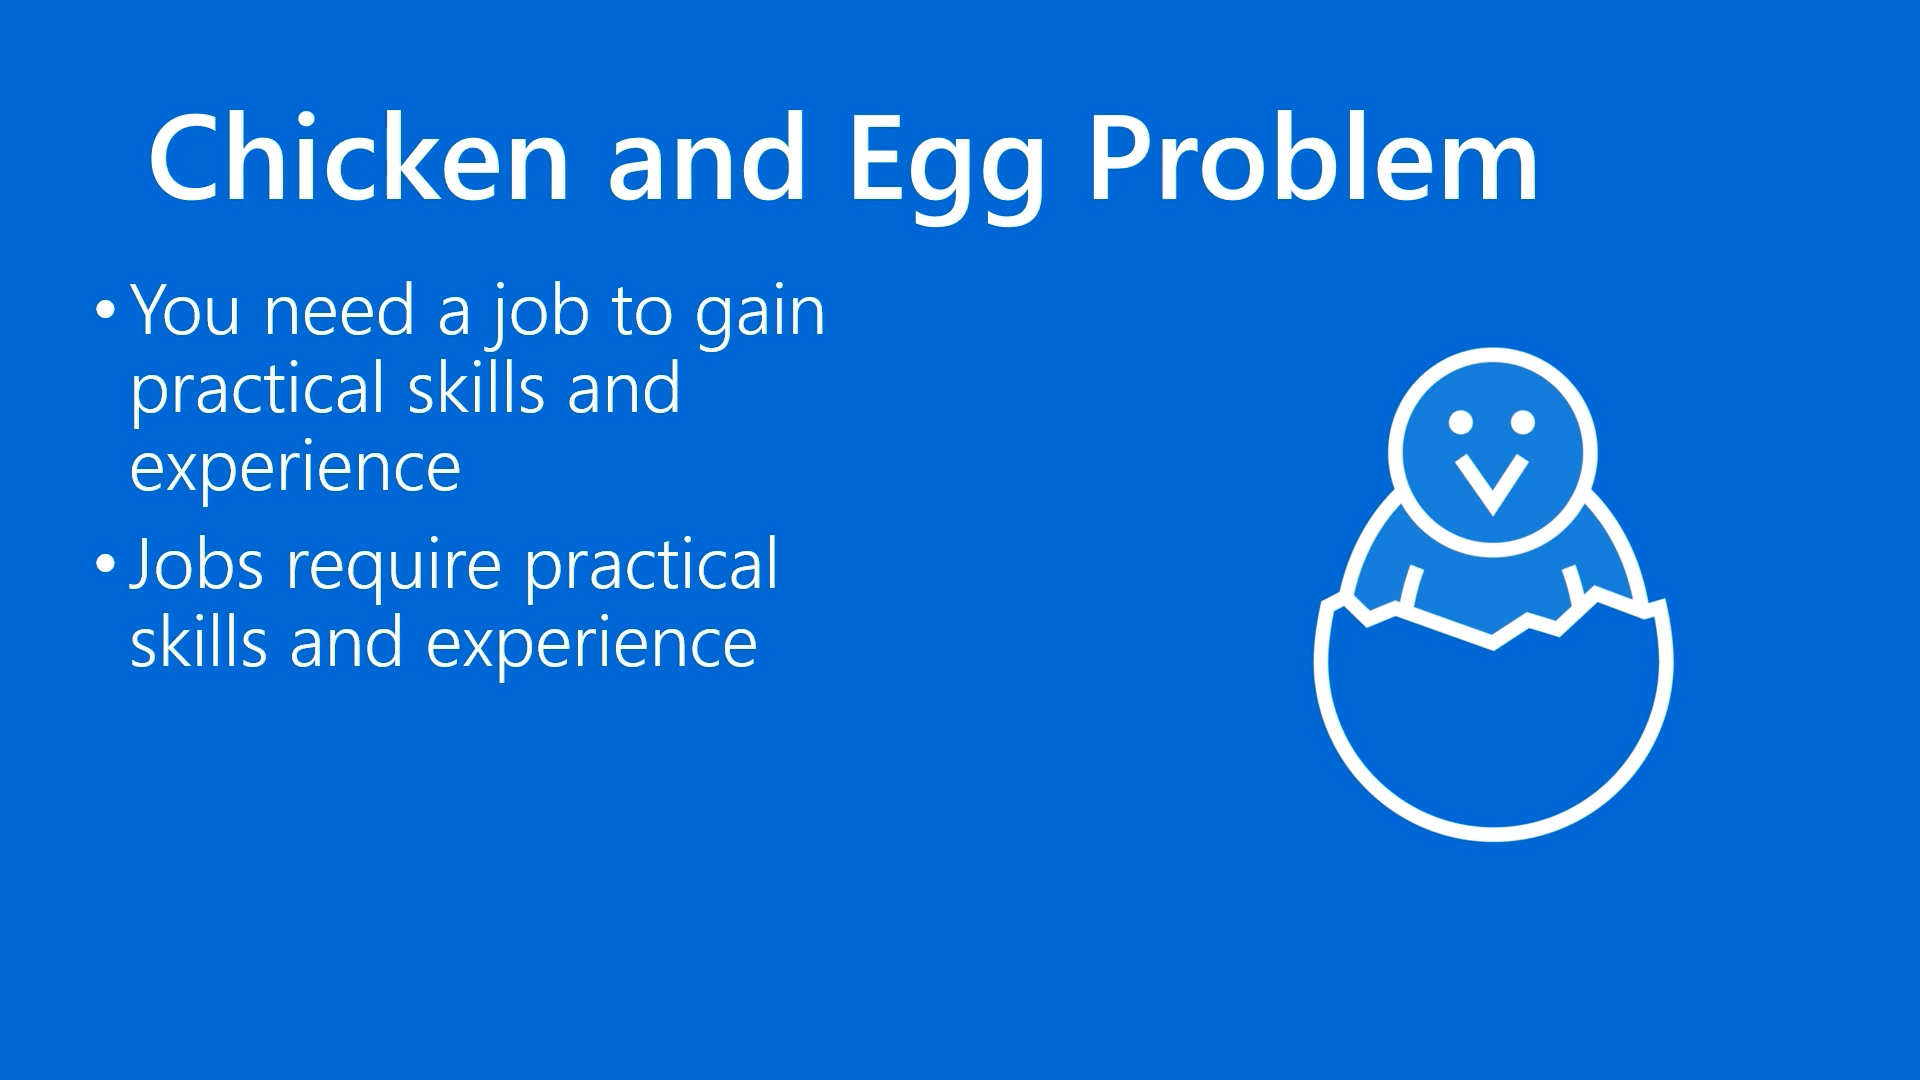 Chicken and Egg Problem
• You need a job to gain
practical skills and
experience
• Jobs require practical
skills and experience